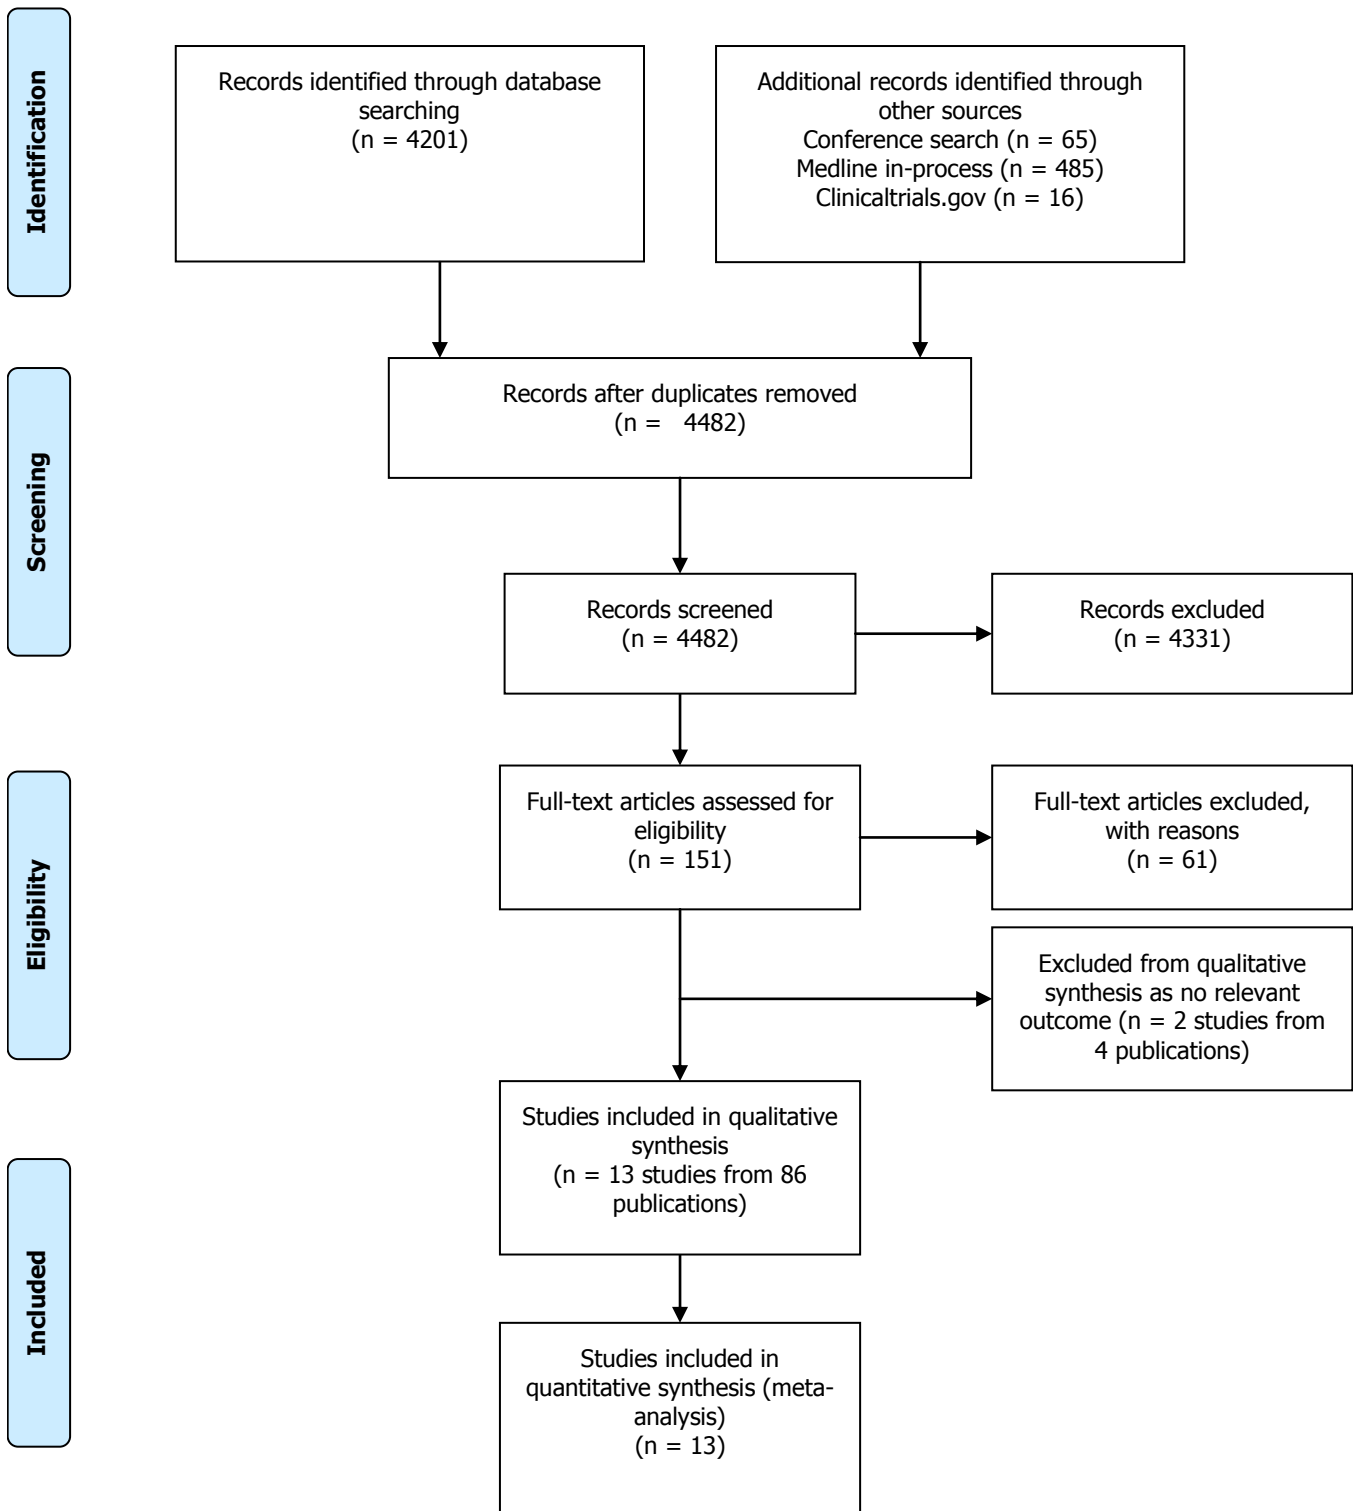 Identification
Records identified through database
searching
(n = 4201)
Additional records identified through
other sources
Conference search (n = 65)
Medline in-process (n = 485)
Clinicaltrials.gov (n = 16)
Screening
Records after duplicates removed
(n = 4482)
Records screened
(n = 4482)
Records excluded
(n = 4331)
Eligibility
Full-text articles assessed for
eligibility
(n = 151)
Full-text articles excluded,
with reasons
(n = 61)
Excluded from qualitative
synthesis as no relevant
outcome (n = 2 studies from
4 publications)
Included
Studies included in qualitative
synthesis
(n = 13 studies from 86
publications)
Studies included in
quantitative synthesis (meta-
analysis)
(n = 13)